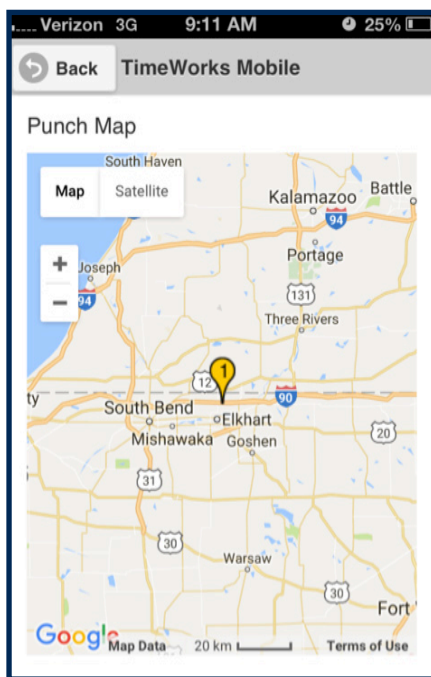 Verizon 3G 9:11 AM 25%
Back TimeWorks Mobile
Punch Map
South Haven
Map Satellite
Kalamazoo Battle
94
Portage
+
Joseph
131
−
94
Three Rivers
1
12
90
ty
South Bend
Elkhart
Mishawaka Goshen
20
31
30
Warsaw
30
Fort
Google Map Data 20 km Terms of Use